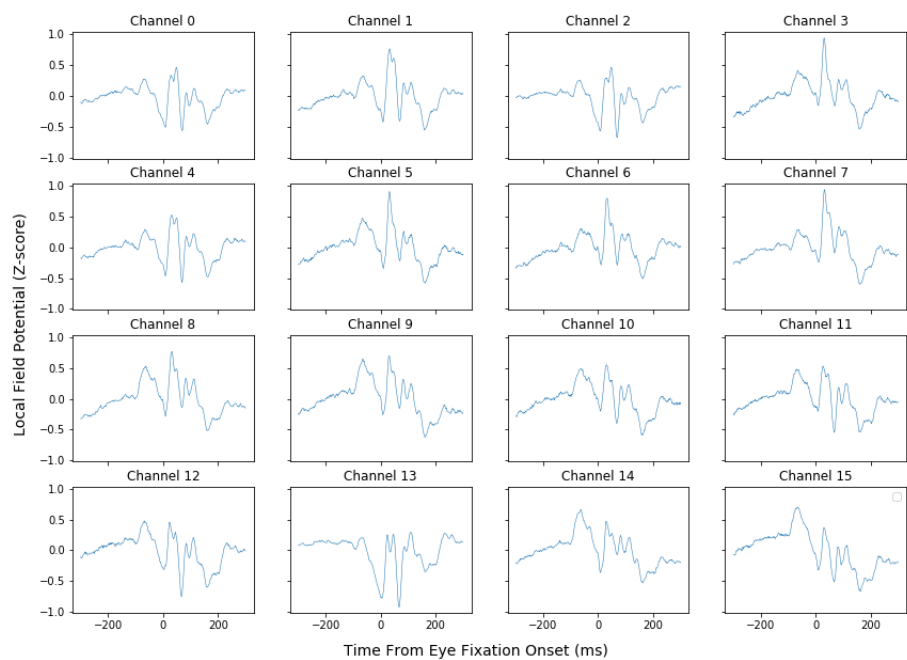 Channel 0 Channel 1 Channel 2 Channel 3
1.0
0.5
0.0
−0.5
−1.0
Channel 4 Channel 5 Channel 6 Channel 7
1.0
0.5
0.0
−0.5
−1.0
Local Field Potential (Z-score)
Channel 8 Channel 9 Channel 10 Channel 11
1.0
0.5
0.0
−0.5
−1.0
Channel 12 Channel 13 Channel 14 Channel 15
1.0
0.5
0.0
−0.5
−1.0
−200 0 200 −200 0 200 −200 0 200 −200 0 200
Time From Eye Fixation Onset (ms)